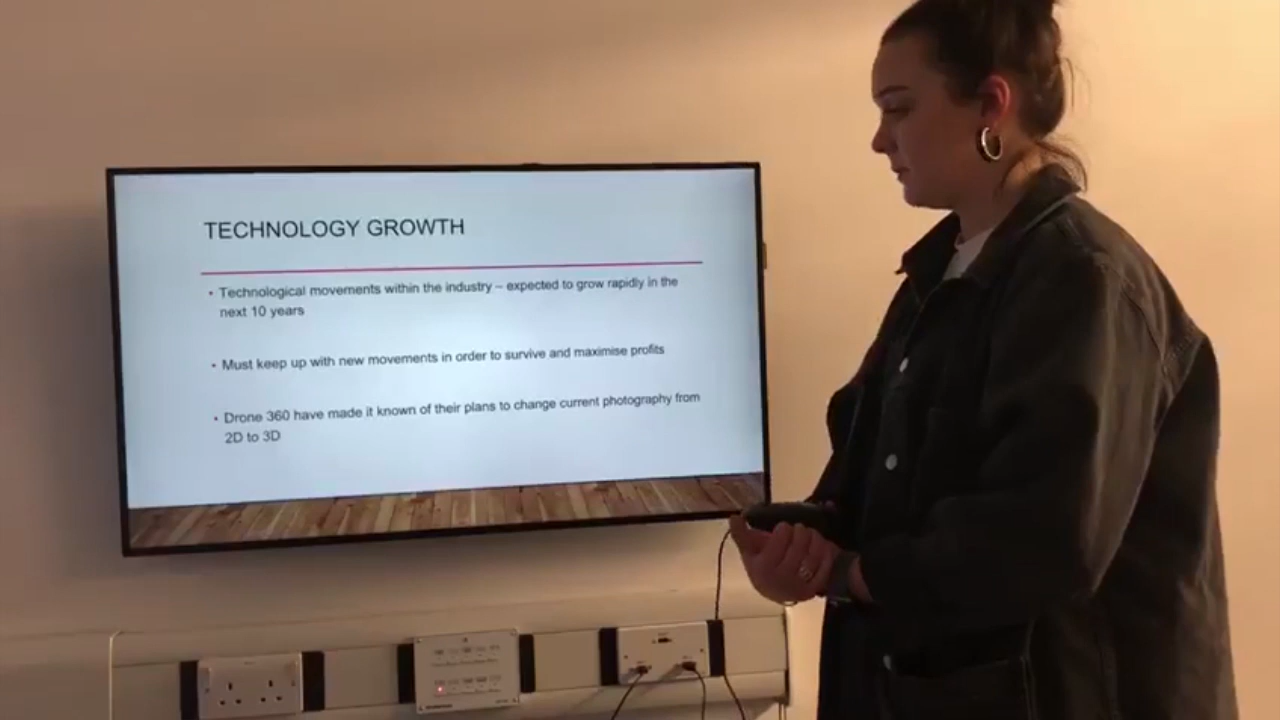 TECHNOLOGY GROWTH
• Technological movements within the industry – expected to grow rapidly in the
next 10 years
• Must keep up with new movements in order to survive and maximise profits
• Drone 360 have made it known of their plans to change current photography from
2D to 3D